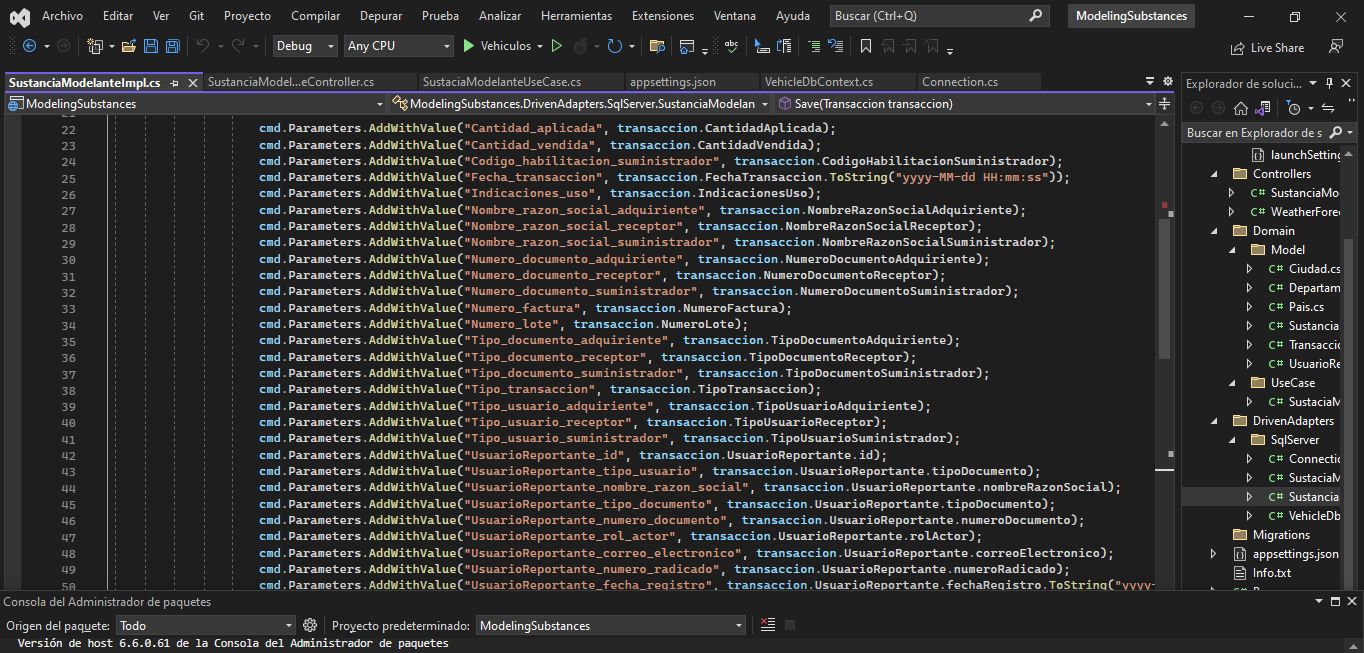 Archivo Editar Ver Git Proyecto Compilar Depurar Prueba Analizar Herramientas Extensiones Ventana Ayuda Buscar (Ctrl+Q) ModelingSubstances
Debug Any CPU Vehiculos Live Share
SustanciaModelanteImpl.cs SustanciaModel...eController.cs SustaciaModelanteUseCase.cs appsettings.json VehicleDbContext.cs Connection.cs
ModelingSubstances ModelingSubstances.DrivenAdapters.SqlServer.SustanciaModelan Save(Transaccion transaccion)
22 cmd.Parameters.AddWithValue("Cantidad_aplicada", transaccion.CantidadAplicada);
23 cmd.Parameters.AddWithValue("Cantidad_vendida", transaccion.CantidadVendida);
24 cmd.Parameters.AddWithValue("Codigo_habilitacion_suministrador", transaccion.CodigoHabilitacionSuministrador);
25 cmd.Parameters.AddWithValue("Fecha_transaccion", transaccion.FechaTransaccion.ToString("yyyy-MM-dd HH:mm:ss"));
26 cmd.Parameters.AddWithValue("Indicaciones_uso", transaccion.IndicacionesUso);
27 cmd.Parameters.AddWithValue("Nombre_razon_social_adquiriente", transaccion.NombreRazonSocialAdquiriente);
28 cmd.Parameters.AddWithValue("Nombre_razon_social_receptor", transaccion.NombreRazonSocialReceptor);
29 cmd.Parameters.AddWithValue("Nombre_razon_social_suministrador", transaccion.NombreRazonSocialSuministrador);
30 cmd.Parameters.AddWithValue("Numero_documento_adquiriente", transaccion.NumeroDocumentoAdquiriente);
31 cmd.Parameters.AddWithValue("Numero_documento_receptor", transaccion.NumeroDocumentoReceptor);
32 cmd.Parameters.AddWithValue("Numero_documento_suministrador", transaccion.NumeroDocumentoSuministrador);
33 cmd.Parameters.AddWithValue("Numero_factura", transaccion.NumeroFactura);
34 cmd.Parameters.AddWithValue("Numero_lote", transaccion.NumeroLote);
35 cmd.Parameters.AddWithValue("Tipo_documento_adquiriente", transaccion.TipoDocumentoAdquiriente);
36 cmd.Parameters.AddWithValue("Tipo_documento_receptor", transaccion.TipoDocumentoReceptor);
37 cmd.Parameters.AddWithValue("Tipo_documento_suministrador", transaccion.TipoDocumentoSuministrador);
38 cmd.Parameters.AddWithValue("Tipo_transaccion", transaccion.TipoTransaccion);
39 cmd.Parameters.AddWithValue("Tipo_usuario_adquiriente", transaccion.TipoUsuarioAdquiriente);
40 cmd.Parameters.AddWithValue("Tipo_usuario_receptor", transaccion.TipoUsuarioReceptor);
41 cmd.Parameters.AddWithValue("Tipo_usuario_suministrador", transaccion.TipoUsuarioSuministrador);
42 cmd.Parameters.AddWithValue("UsuarioReportante_id", transaccion.UsuarioReportante.id);
43 cmd.Parameters.AddWithValue("UsuarioReportante_tipo_usuario", transaccion.UsuarioReportante.tipoDocumento);
44 cmd.Parameters.AddWithValue("UsuarioReportante_nombre_razon_social", transaccion.UsuarioReportante.nombreRazonSocial);
45 cmd.Parameters.AddWithValue("UsuarioReportante_tipo_documento", transaccion.UsuarioReportante.tipoDocumento);
46 cmd.Parameters.AddWithValue("UsuarioReportante_numero_documento", transaccion.UsuarioReportante.numeroDocumento);
47 cmd.Parameters.AddWithValue("UsuarioReportante_rol_actor", transaccion.UsuarioReportante.rolActor);
48 cmd.Parameters.AddWithValue("UsuarioReportante_correo_electronico", transaccion.UsuarioReportante.correoElectronico);
49 cmd.Parameters.AddWithValue("UsuarioReportante_numero_radicado", transaccion.UsuarioReportante.numeroRadicado);
50 cmd.Parameters.AddWithValue("UsuarioReportante_fecha_registro", transaccion.UsuarioReportante.fechaRegistro.ToString("yyyy-
Explorador de soluci...
Buscar en Explorador de s
launchSetting
Controllers
C# SustanciaMo
C# WeatherFore
Domain
Model
C# Ciudad.cs
C# Departam
C# Pais.cs
C# Sustancia
C# Transaccio
C# UsuarioRe
UseCase
C# SustaciaM
DrivenAdapters
SqlServer
C# Connectio
C# SustaciaM
C# Sustancia
C# VehicleDb
Migrations
appsettings.json
Info.txt
Consola del Administrador de paquetes
Origen del paquete: Todo Proyecto predeterminado: ModelingSubstances
Versión de host 6.6.0.61 de la Consola del Administrador de paquetes